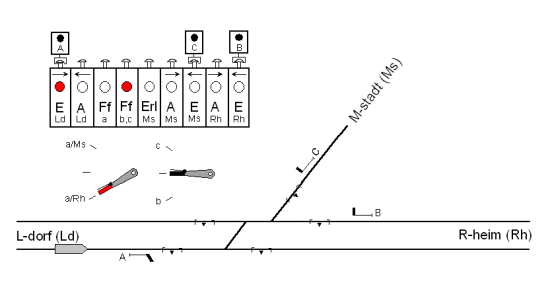 A C B
E A Ff Ff Erl A E A E
Ld Ld a b,c Ms Ms Ms Rh Rh
a/Ms c
a/Rh b
M-stadt (Ms)
C
B
L-dorf (Ld) R-heim (Rh)
A